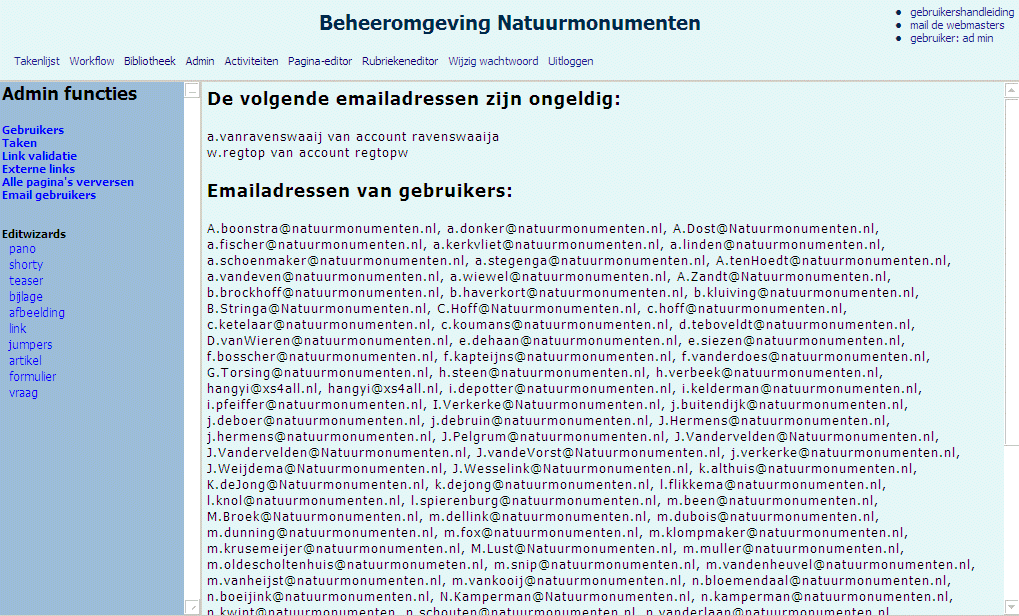 Beheeromgeving Natuurmonumenten
gebruikershandleiding
mail de webmasters
gebruiker: admin
Takenlijst Workflow Bibliotheek Admin Activiteiten Pagina-editor Rubriekeneditor Wijzig wachtwoord Uitloggen
Admin functies
Gebruikers
Taken
Link validatie
Externe links
Alle pagina's verversen
Email gebruikers
Editwizards
pano
shorty
teaser
bijlage
afbeelding
link
jumpers
artikel
formulier
vraag
De volgende emailadressen zijn ongeldig:
a.vanravenswaaij van account ravenswaaija
w.regtop van account regtopw
Emailadressen van gebruikers:
A.boonstra@natuurmonumenten.nl, a.donker@natuurmonumenten.nl, A.Dost@Natuurmonumenten.nl,
a.fischer@natuurmonumenten.nl, a.kerkvliet@natuurmonumenten.nl, a.linden@natuurmonumenten.nl,
a.schoenmaker@natuurmonumenten.nl, a.stegenga@natuurmonumenten.nl, A.tenHoedt@natuurmonumenten.nl,
a.vandeven@natuurmonumenten.nl, a.wiewel@natuurmonumenten.nl, A.Zandt@Natuurmonumenten.nl,
b.brockhoff@natuurmonumenten.nl, b.haverkort@natuurmonumenten.nl, b.kluiving@natuurmonumenten.nl,
B.Stringa@Natuurmonumenten.nl, C.Hoff@Natuurmonumenten.nl, c.hoff@natuurmonumenten.nl,
c.ketelaar@natuurmonumenten.nl, c.koumans@natuurmonumenten.nl, d.teboveldt@natuurmonumenten.nl,
D.vanWieren@natuurmonumenten.nl, e.dehaan@natuurmonumenten.nl, e.siezen@natuurmonumenten.nl,
f.bosscher@natuurmonumenten.nl, f.kapteijns@natuurmonumenten.nl, f.vanderdoes@natuurmonumenten.nl,
G.Torsing@natuurmonumenten.nl, h.steen@natuurmonumenten.nl, h.verbeek@natuurmonumenten.nl,
hangyi@xs4all.nl, hangyi@xs4all.nl, i.depotter@natuurmonumenten.nl, i.kelderman@natuurmonumenten.nl,
i.pfeiffer@natuurmonumenten.nl, I.Verkerke@Natuurmonumenten.nl, j.buitendijk@natuurmonumenten.nl,
j.deboer@natuurmonumenten.nl, j.debruin@natuurmonumenten.nl, J.Hermens@natuurmonumenten.nl,
j.hermens@natuurmonumenten.nl, J.Pelgrum@natuurmonumenten.nl, J.Vandervelden@Natuurmonumenten.nl,
J.Vandervelden@Natuurmonumenten.nl, J.vandeVorst@Natuurmonumenten.nl, j.verkerke@natuurmonumenten.nl,
J.Weijdema@Natuurmonumenten.nl, J.Wesselink@Natuurmonumenten.nl, k.althuis@natuurmonumenten.nl,
K.deJong@Natuurmonumenten.nl, k.dejong@natuurmonumenten.nl, l.flikkema@natuurmonumenten.nl,
l.knol@natuurmonumenten.nl, l.spierenburg@natuurmonumenten.nl, m.been@natuurmonumenten.nl,
M.Broek@Natuurmonumenten.nl, m.dellink@natuurmonumenten.nl, m.dubois@natuurmonumenten.nl,
m.dunning@natuurmonumenten.nl, m.fox@natuurmonumenten.nl, m.klompmaker@natuurmonumenten.nl,
m.krusemeijer@natuurmonumenten.nl, M.Lust@Natuurmonumenten.nl, m.muller@natuurmonumenten.nl,
m.oldescholtenhuis@natuurmonumeten.nl, m.snip@natuurmonumenten.nl, m.vandenheuvel@natuurmonumenten.nl,
m.vanheijst@natuurmonumenten.nl, m.vankooij@natuurmonumenten.nl, n.bloemendaal@natuurmonumenten.nl,
n.boeijink@natuurmonumenten.nl, N.Kamperman@Natuurmonumenten.nl, n.kamperman@natuurmonumenten.nl,
n.kwint@natuurmonumenten.nl, n.schouten@natuurmonumenten.nl, n.vanderlaan@natuurmonumenten.nl